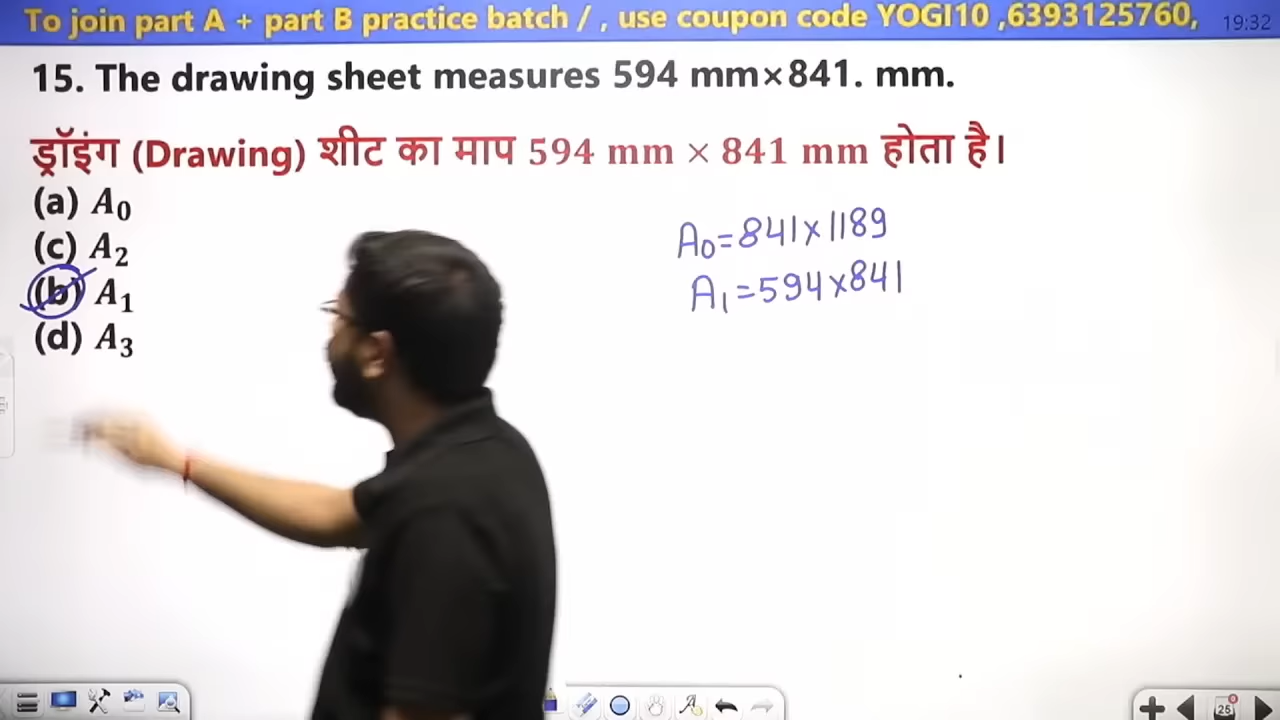 To join part A + part B practice batch / , use coupon code YOGI10 ,6393125760,
19:32
15. The drawing sheet measures 594 mm×841. mm.
ड्रॉइंग (Drawing) शीट का माप 594 mm × 841 mm होता है।
(a) A₀
(c) A₂
(b) A₁
(d) A₃
A₀=841×1189
A₁=594×841
25